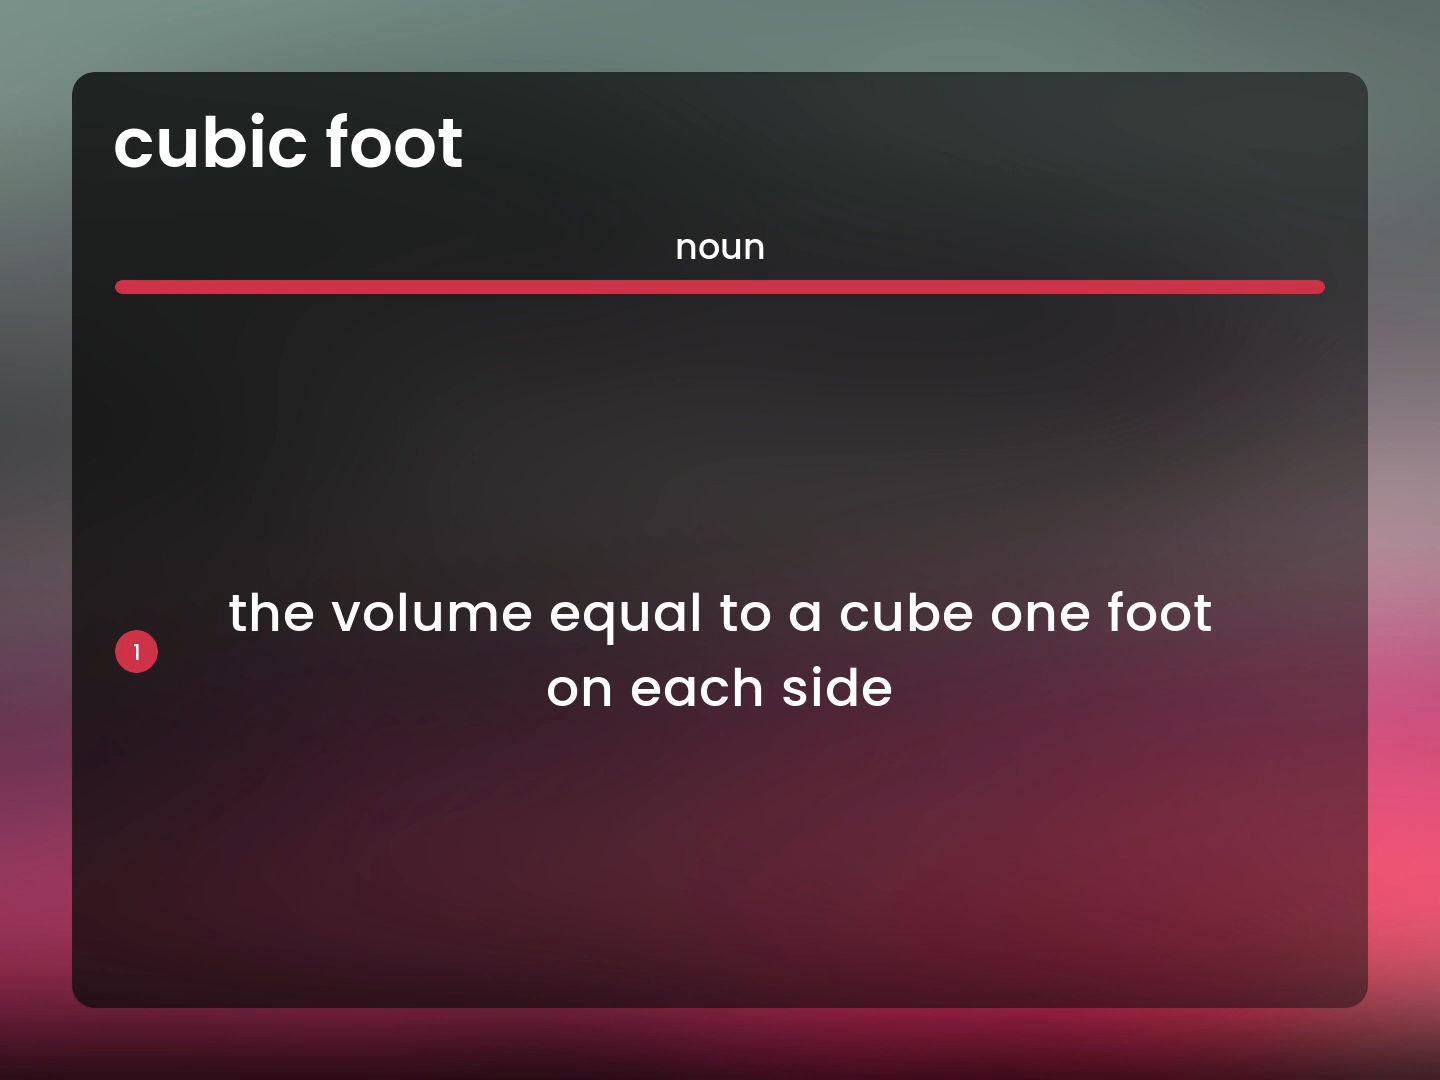 cubic foot
noun
1
the volume equal to a cube one foot
on each side